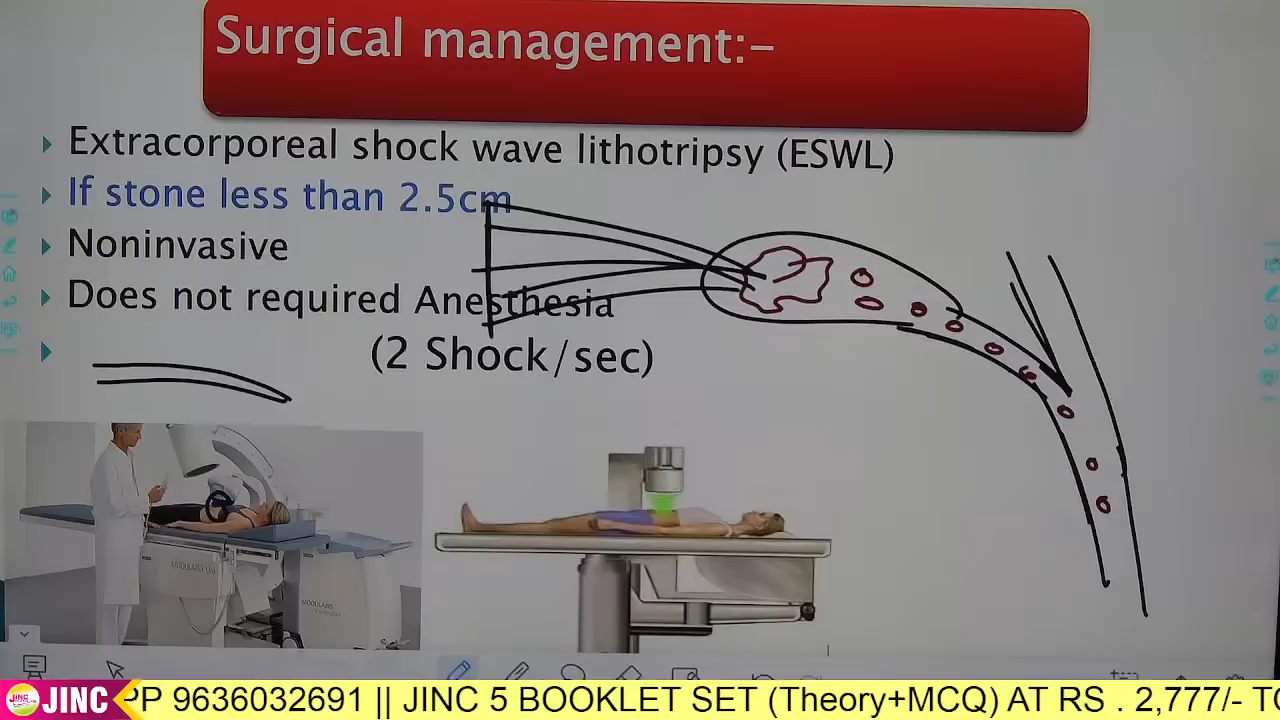 Surgical management:-
Extracorporeal shock wave lithotripsy (ESWL)
If stone less than 2.5cm
Noninvasive
Does not required Anesthesia
(2 Shock/sec)
MODULARIS
MODULARIS
JINC PP 9636032691 || JINC 5 BOOKLET SET (Theory+MCQ) AT RS . 2,777/- TO